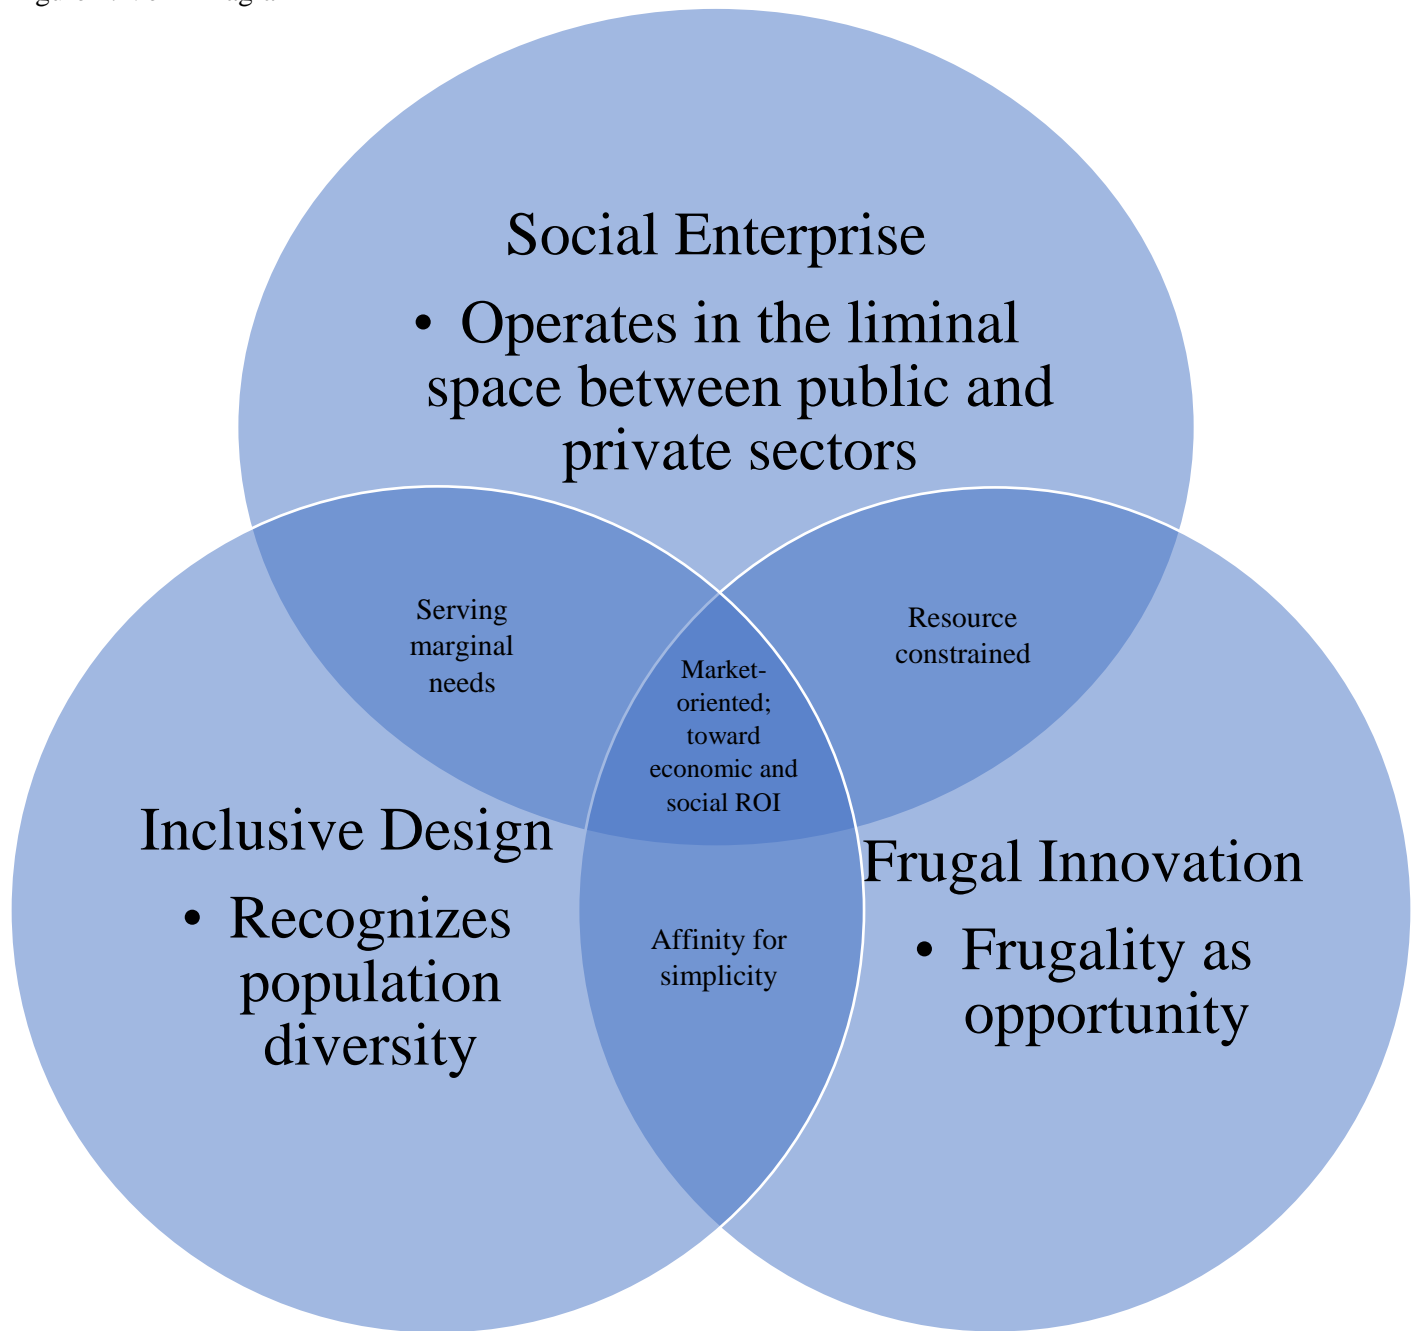 Social Enterprise
• Operates in the liminal
space between public and
private sectors
Serving
marginal
needs
Resource
constrained
Market-
oriented;
toward
economic and
social ROI
Inclusive Design
• Recognizes
population
diversity
Affinity for
simplicity
Frugal Innovation
• Frugality as
opportunity